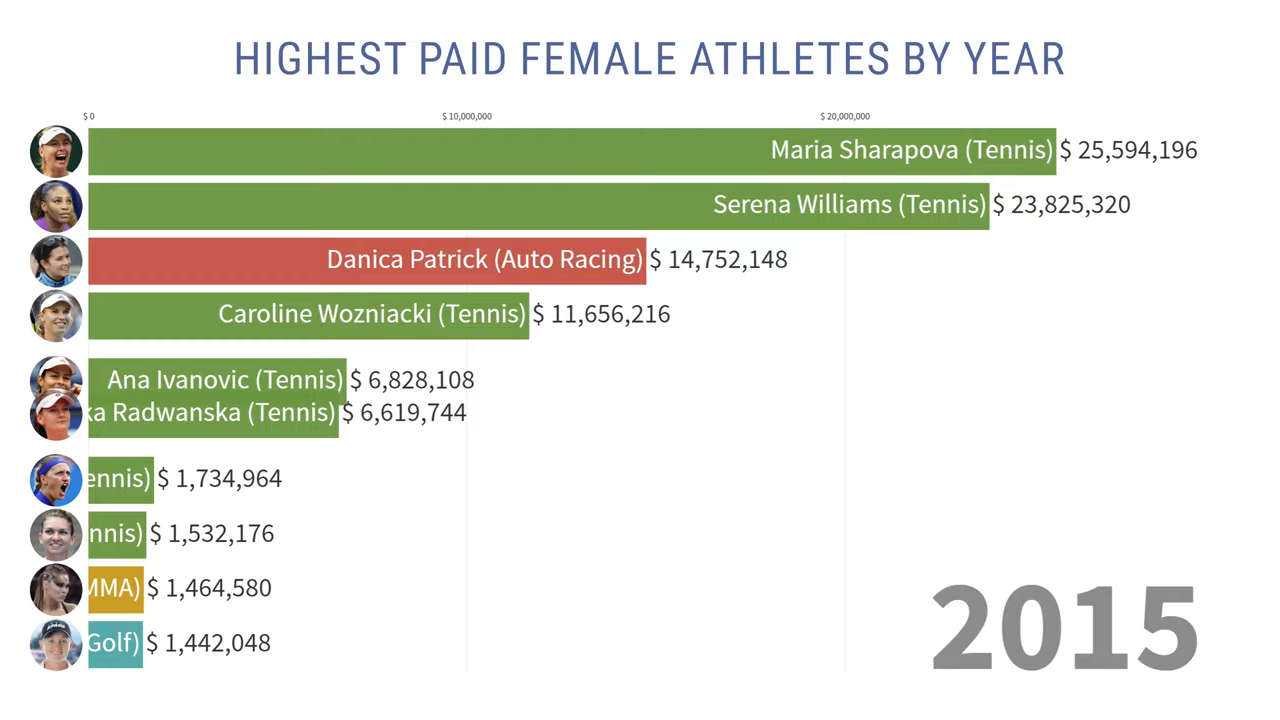 HIGHEST PAID FEMALE ATHLETES BY YEAR
$ 0 $ 10,000,000 $ 20,000,000
Maria Sharapova (Tennis) $ 25,594,196
Serena Williams (Tennis) $ 23,825,320
Danica Patrick (Auto Racing) $ 14,752,148
Caroline Wozniacki (Tennis) $ 11,656,216
Ana Ivanovic (Tennis) $ 6,828,108
ka Radwanska (Tennis) $ 6,619,744
ennis) $ 1,734,964
nnis) $ 1,532,176
MMA) $ 1,464,580
Golf) $ 1,442,048
2015